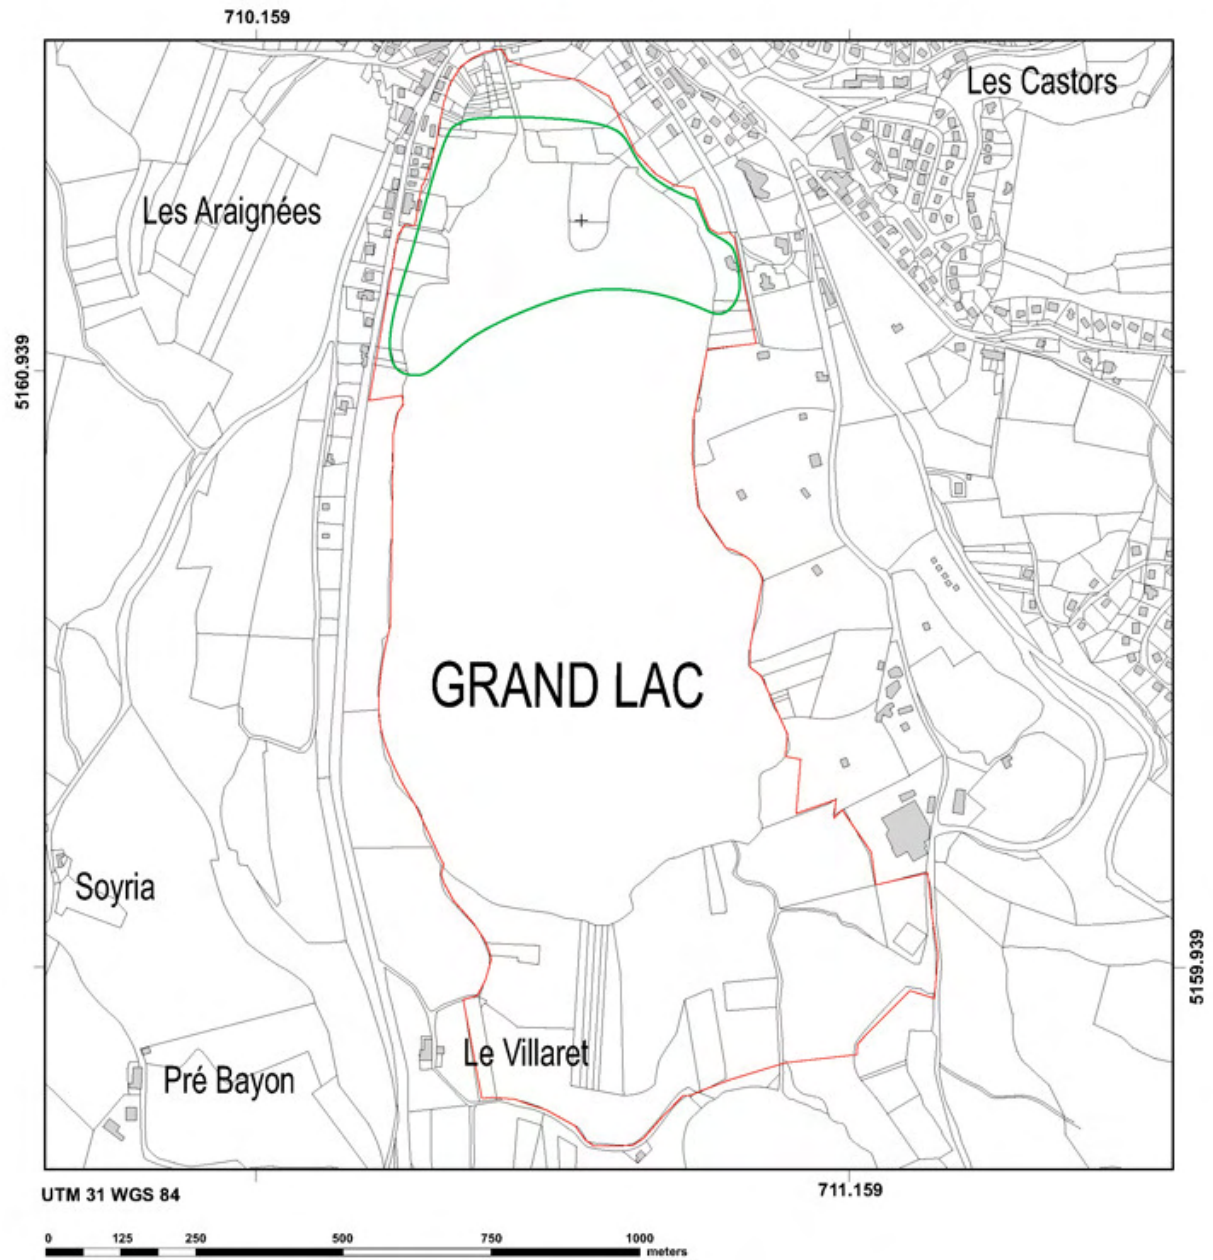 710.159
Les Castors
Les Araignées
5160.939
GRAND LAC
Soyria
5159.939
Le Villaret
Pré Bayon
UTM 31 WGS 84
711.159
0 125 250 500 750 1000
meters